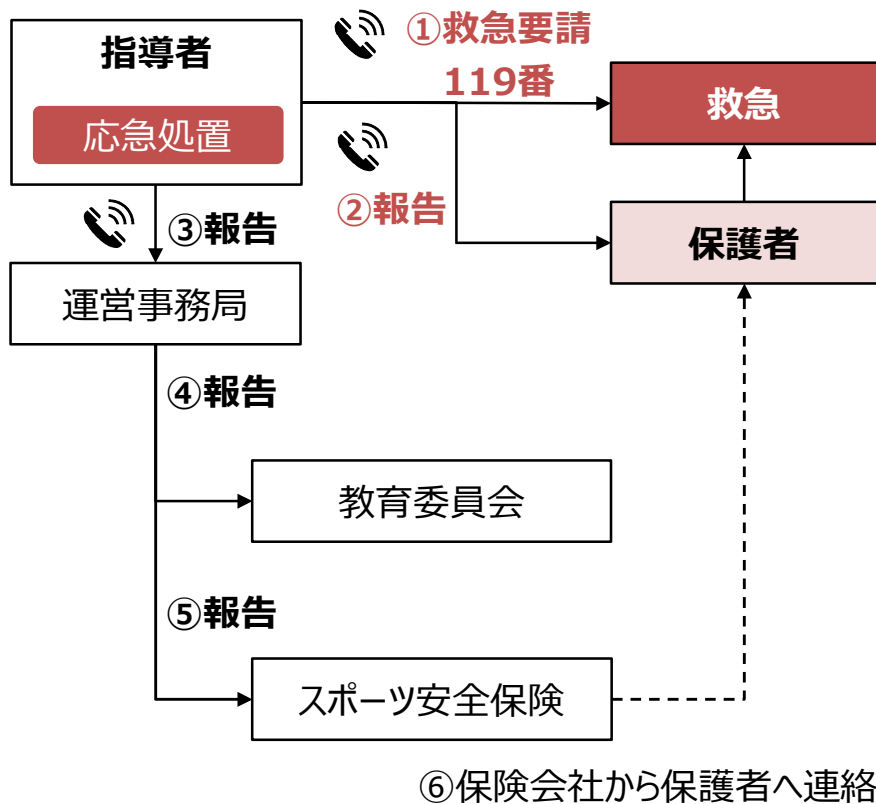 指導者
応急処置
①救急要請
119番
救急
②報告
保護者
③報告
運営事務局
④報告
教育委員会
⑤報告
スポーツ安全保険
⑥保険会社から保護者へ連絡